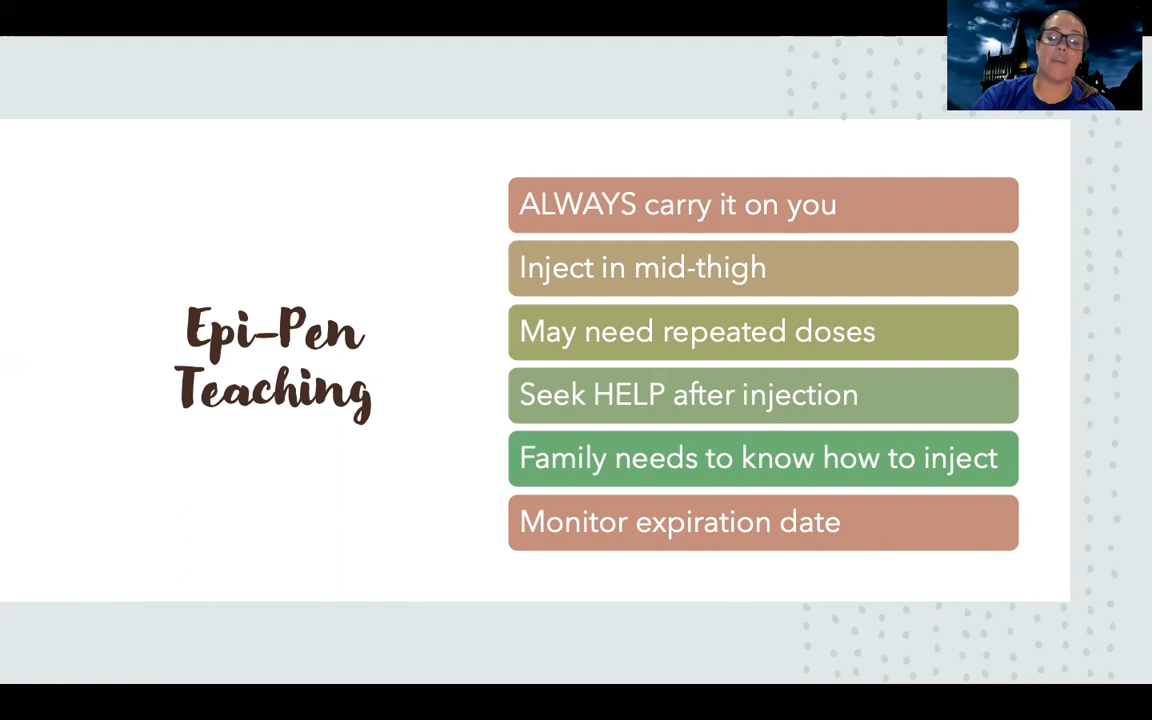 Epi-Pen
Teaching
ALWAYS carry it on you
Inject in mid-thigh
May need repeated doses
Seek HELP after injection
Family needs to know how to inject
Monitor expiration date